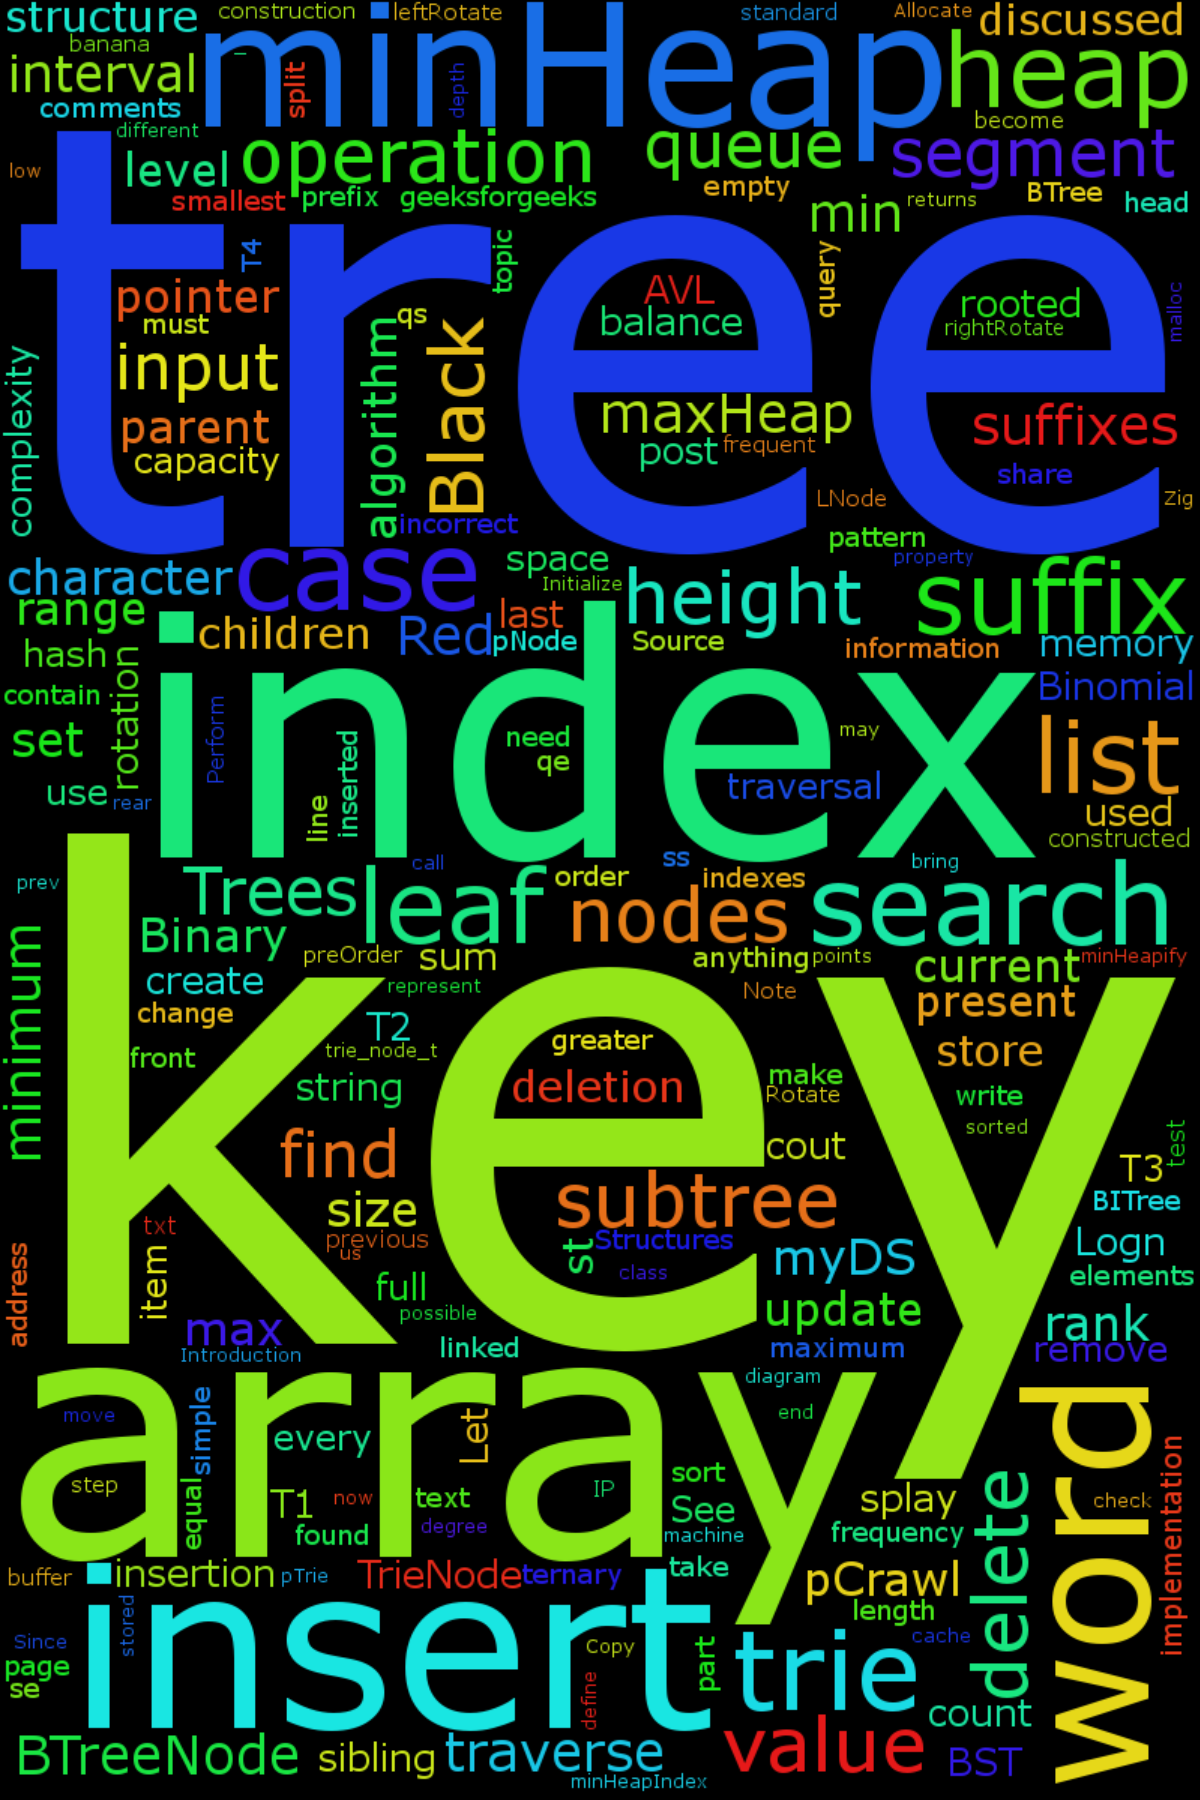 structure
construction
leftRotate
standard
Allocate
discussed
banana
minHeap
heap
interval
split
depth
comments
different
become
low
level
operation
queue
segment
smallest
prefix
geeksforgeeks
empty
min
returns
BTree
head
tree
T4
topic
query
pointer
must
input
parent
capacity
complexity
algorithm
qs
Black
AVL
balance
rooted
rightRotate
malloc
maxHeap
post
frequent
suffixes
share
LNode
Zig
incorrect
pattern
property
character
case
space
Initialize
height
suffix
range
children
Red
last
pNode
Source
information
memory
hash
rotation
index
Binomial
contain
set
Perform
inserted
line
need
qe
may
list
use
rear
traversal
used
constructed
call
ss
bring
prev
key
Trees
leaf
order
indexes
nodes
search
Binary
preOrder
sum
anything
points
current
minHeapify
minimum
create
represent
Note
present
change
T2
front
trie_node_t
greater
store
string
deletion
make
Rotate
write
sorted
test
find
cout
T3
size
subtree
BITree
txt
previous
us
st
Structures
class
myDS
Logn
elements
address
item
full
possible
update
max
rank
Introduction
linked
maximum
remove
array
diagram
word
move
simple
every
Let
end
step
equal
T1
now
text
IP
sort
See
splay
check
implementation
found
degree
machine
frequency
delete
buffer
insertion
pTrie
TrieNode
ternary
take
pCrawl
length
insert
stored
Since
Copy
part
trie
cache
page
se
define
count
BTreeNode
sibling
traverse
value
BST
minHeapIndex